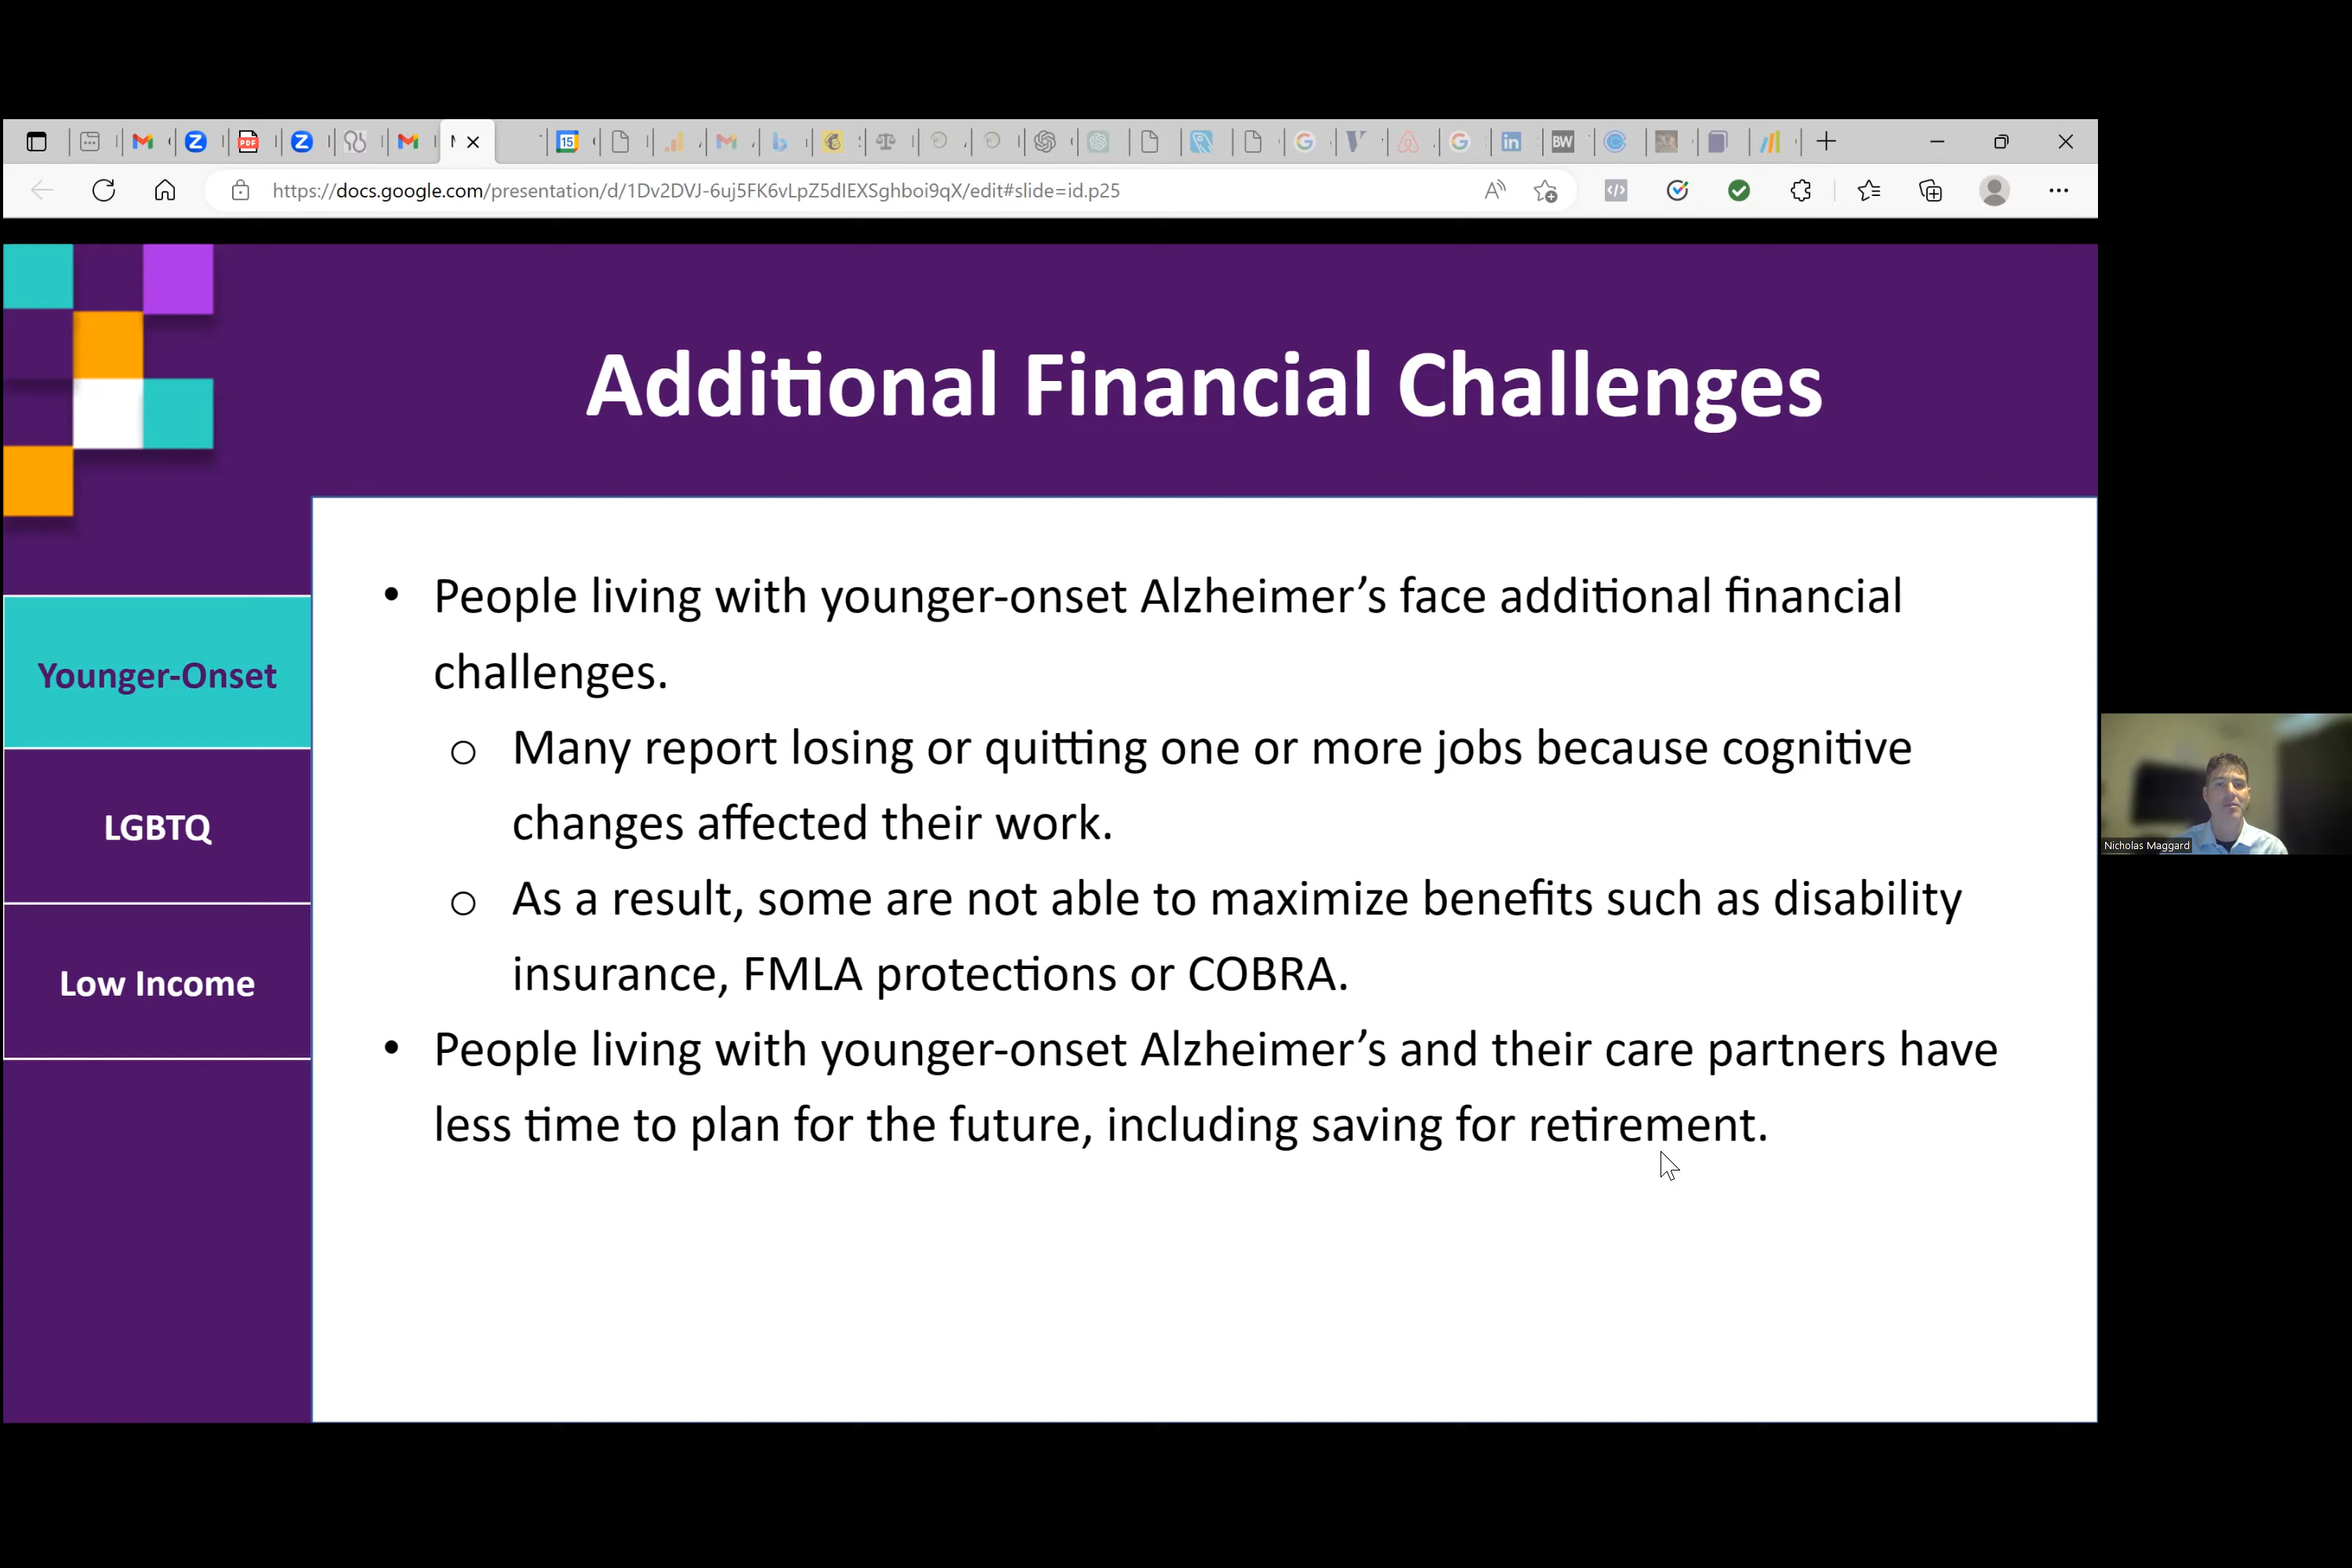 15
PDF
BW
https://docs.google.com/presentation/d/1Dv2DVJ-6uj5FK6vLpZ5dIEXSghboi9qX/edit#slide=id.p25
Additional Financial Challenges
Younger-Onset
LGBTQ
Low Income
• People living with younger-onset Alzheimer’s face additional financial
challenges.
o Many report losing or quitting one or more jobs because cognitive
changes affected their work.
o As a result, some are not able to maximize benefits such as disability
insurance, FMLA protections or COBRA.
• People living with younger-onset Alzheimer’s and their care partners have
less time to plan for the future, including saving for retirement.
Nicholas Maggard